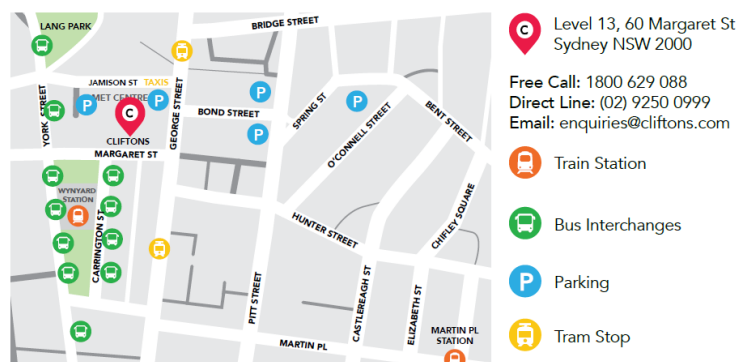 LANG PARK
BRIDGE STREET
JAMISON ST TAXIS
MET CENTRE
P
P
P
P
P
C
CLIFTONS
MARGARET ST
YORK STREET
GEORGE STREET
BOND STREET
SPRING ST
O'CONNELL STREET
BENT STREET
WYNYARD
STATION
CARRINGTON ST
HUNTER STREET
CHIFLEY SQUARE
PITT STREET
CASTLEREAGH ST
ELIZABETH ST
MARTIN PL
MARTIN PL
STATION
C
Level 13, 60 Margaret St
Sydney NSW 2000
Free Call: 1800 629 088
Direct Line: (02) 9250 0999
Email: enquiries@cliftons.com
Train Station
Bus Interchanges
P
Parking
Tram Stop